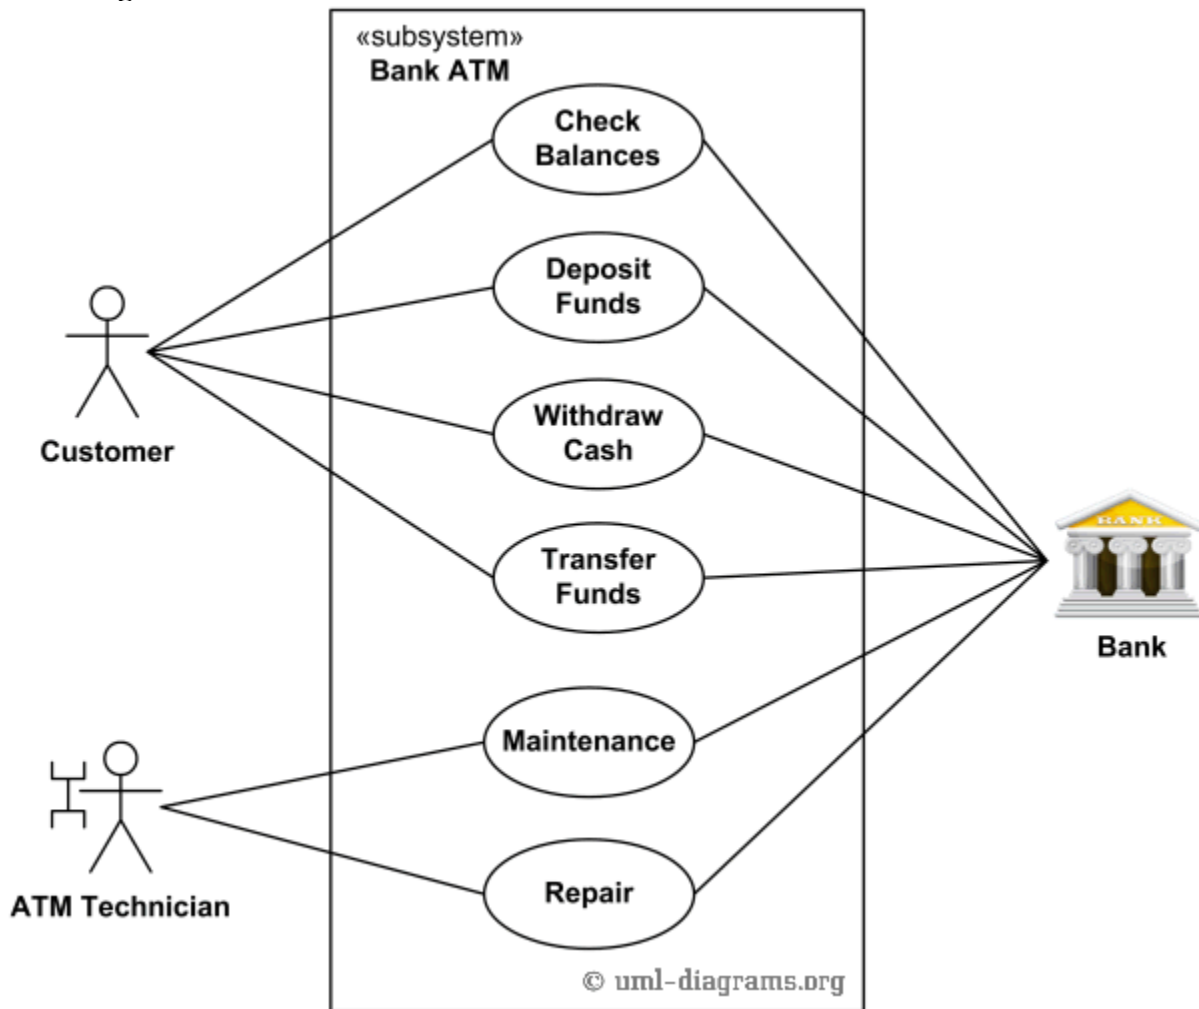 «subsystem»
Bank ATM
Check
Balances
Deposit
Funds
Withdraw
Cash
Customer
Transfer
Funds
BANK
Bank
Maintenance
ATM Technician
Repair
© uml-diagrams.org